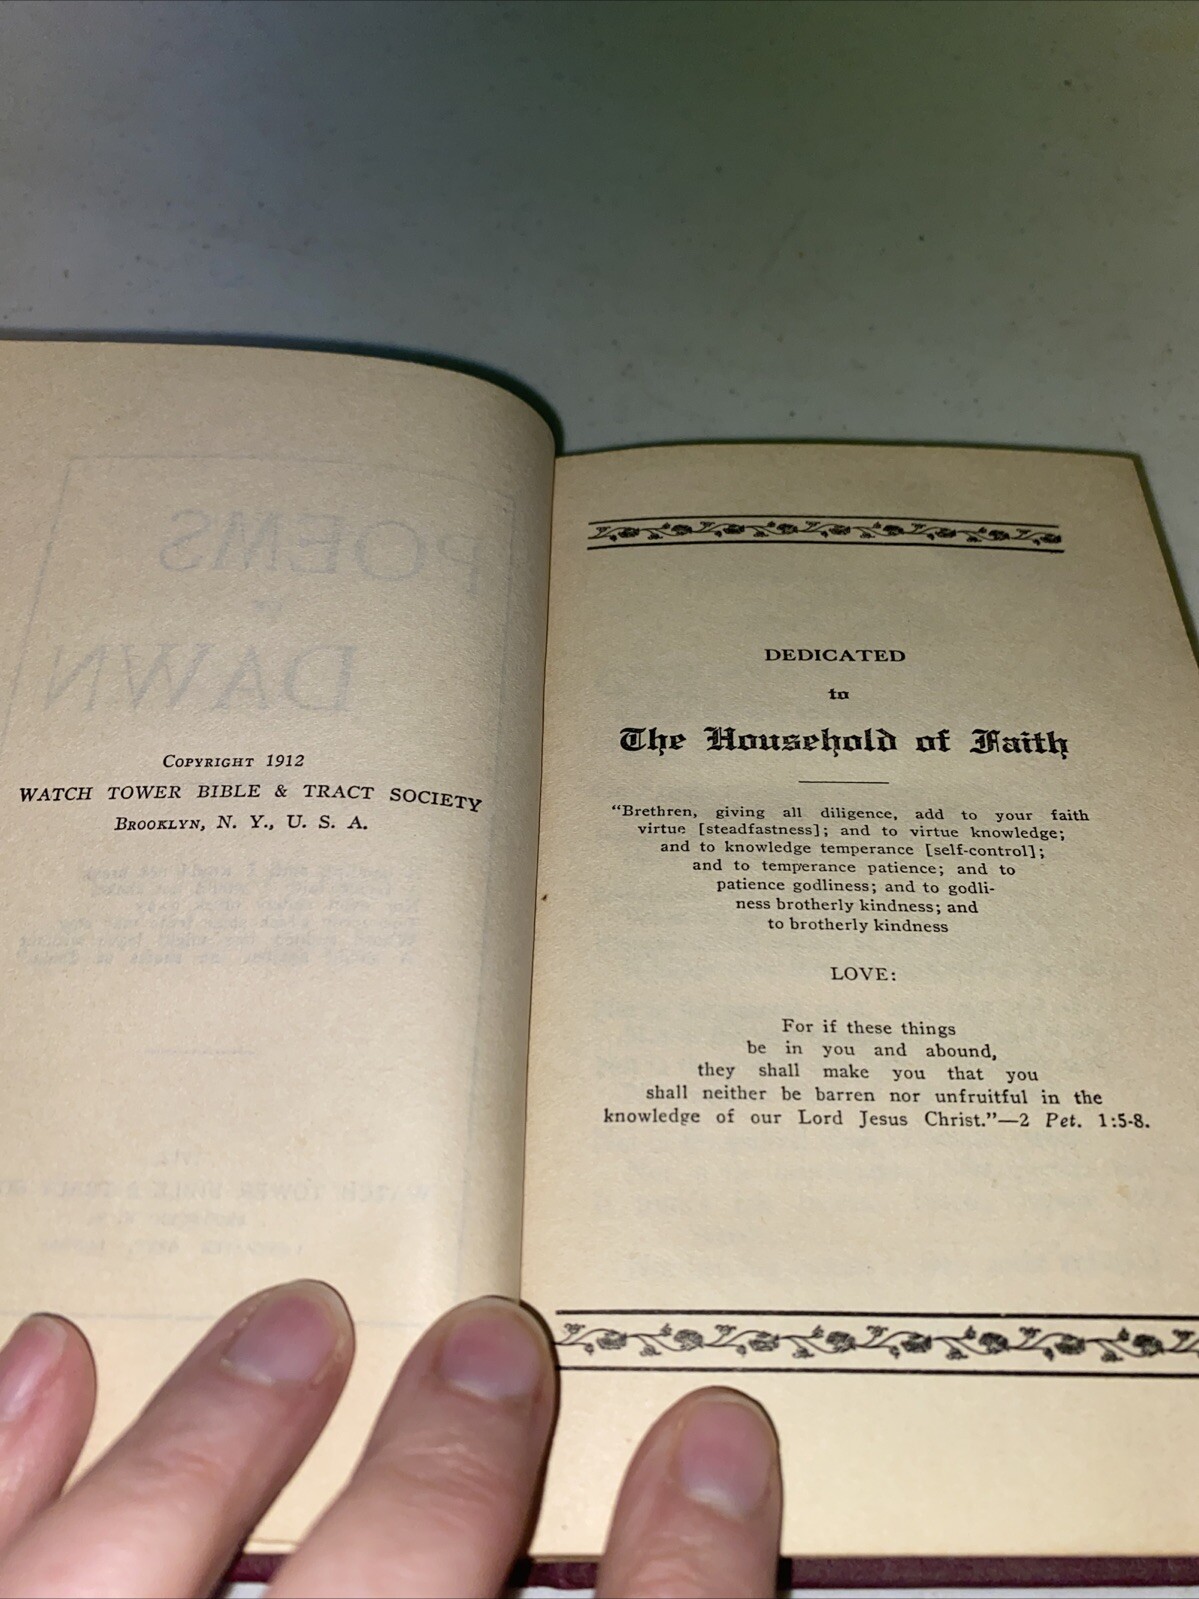 COPYRIGHT 1912
WATCH TOWER BIBLE & TRACT SOCIETY
BROOKLYN, N. Y., U. S. A.
POEMS
DAWN
DEDICATED
to
The Household of Faith
"Brethren, giving all diligence, add to your faith
virtue [steadfastness]; and to virtue knowledge;
and to knowledge temperance [self-control];
and to temperance patience; and to
patience godliness; and to godli-
ness brotherly kindness; and
to brotherly kindness
LOVE:
For if these things
be in you and abound,
they shall make you that you
shall neither be barren nor unfruitful in the
knowledge of our Lord Jesus Christ."—2 Pet. 1:5-8.